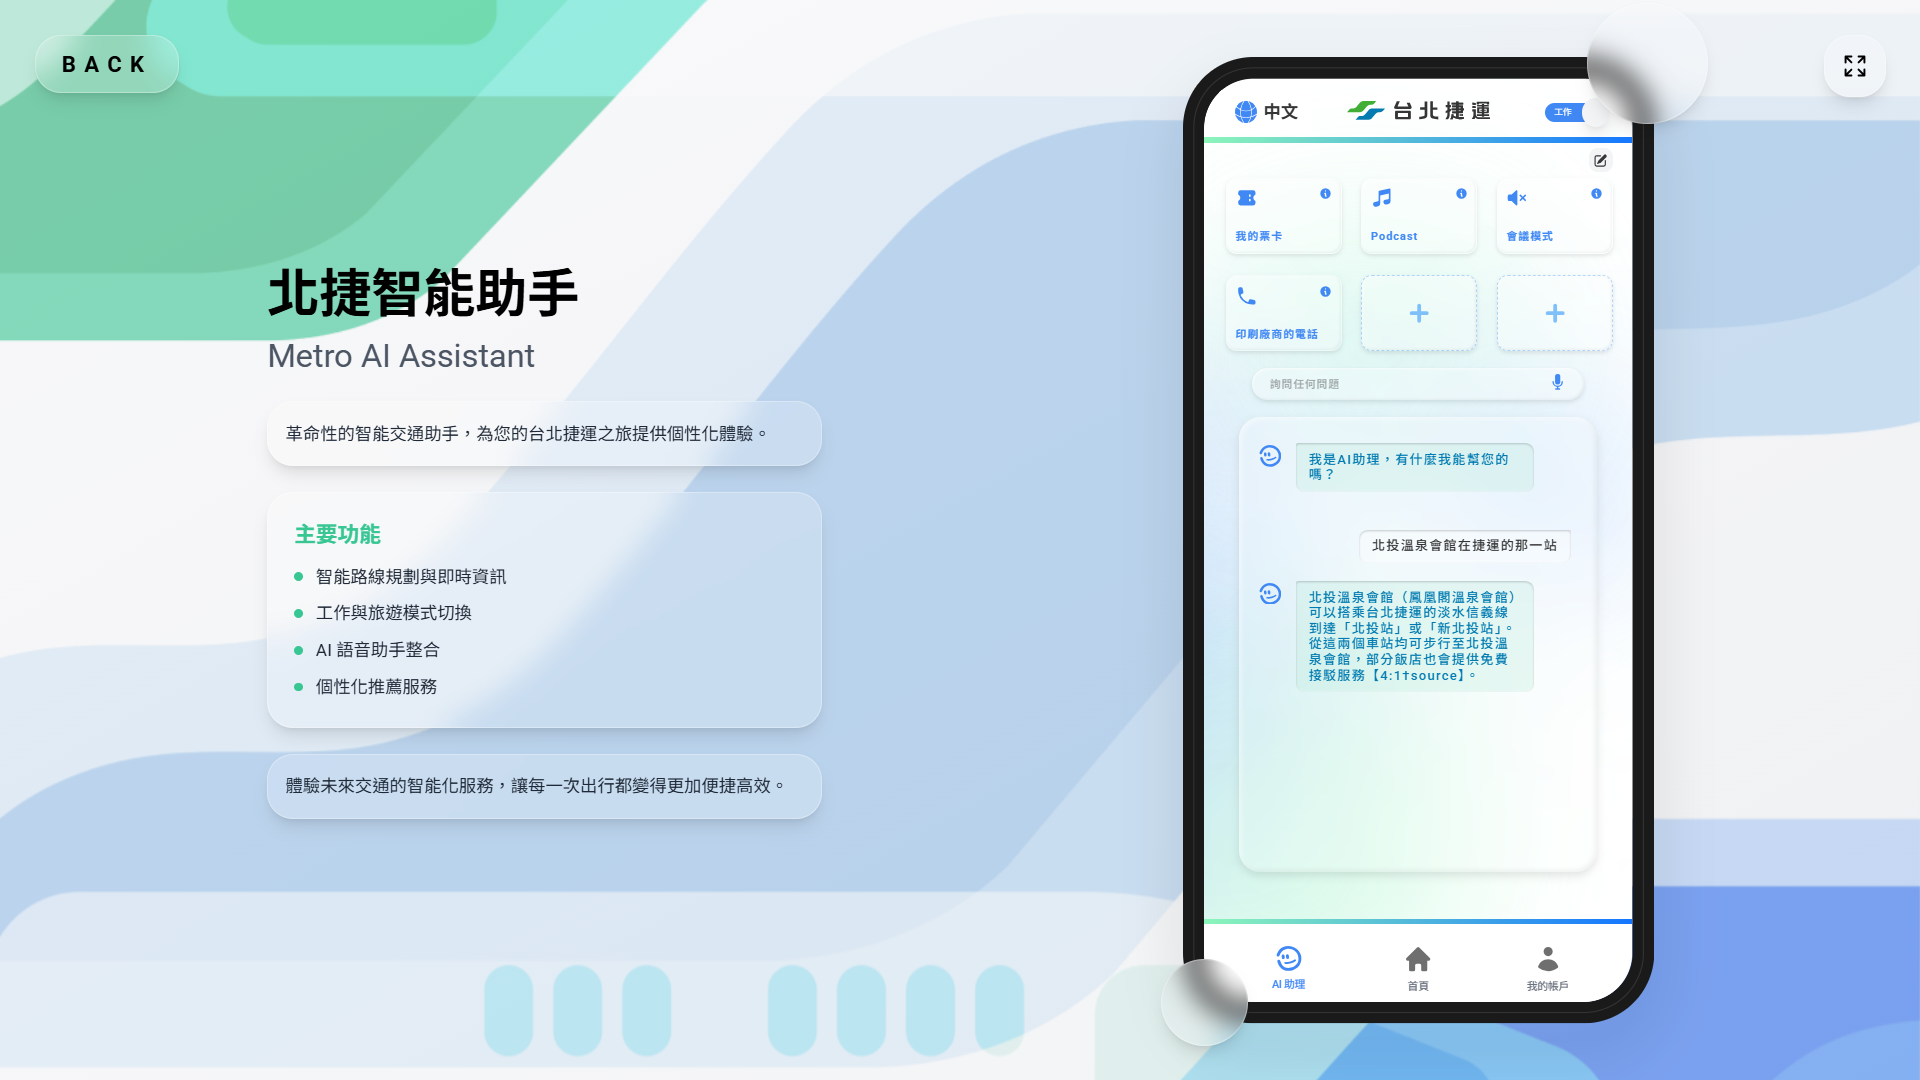 BACK
北捷智能助手
Metro AI Assistant
革命性的智能交通助手，為您的台北捷運之旅提供個性化體驗。
主要功能
智能路線規劃與即時資訊
工作與旅遊模式切換
AI 語音助手整合
個性化推薦服務
體驗未來交通的智能化服務，讓每一次出行都變得更加便捷高效。
中文
台北捷運
工作
我的票卡
Podcast
會議模式
印刷廠商的電話
詢問任何問題
我是AI助理，有什麼我能幫您的
嗎？
北投溫泉會館在捷運的那一站
北投溫泉會館（鳳凰閣溫泉會館）
可以搭乘台北捷運的淡水信義線
到達「北投站」或「新北投站」。
從這兩個車站均可步行至北投溫
泉會館，部分飯店也會提供免費
接駁服務【4:1†source】。
AI 助理
首頁
我的帳戶